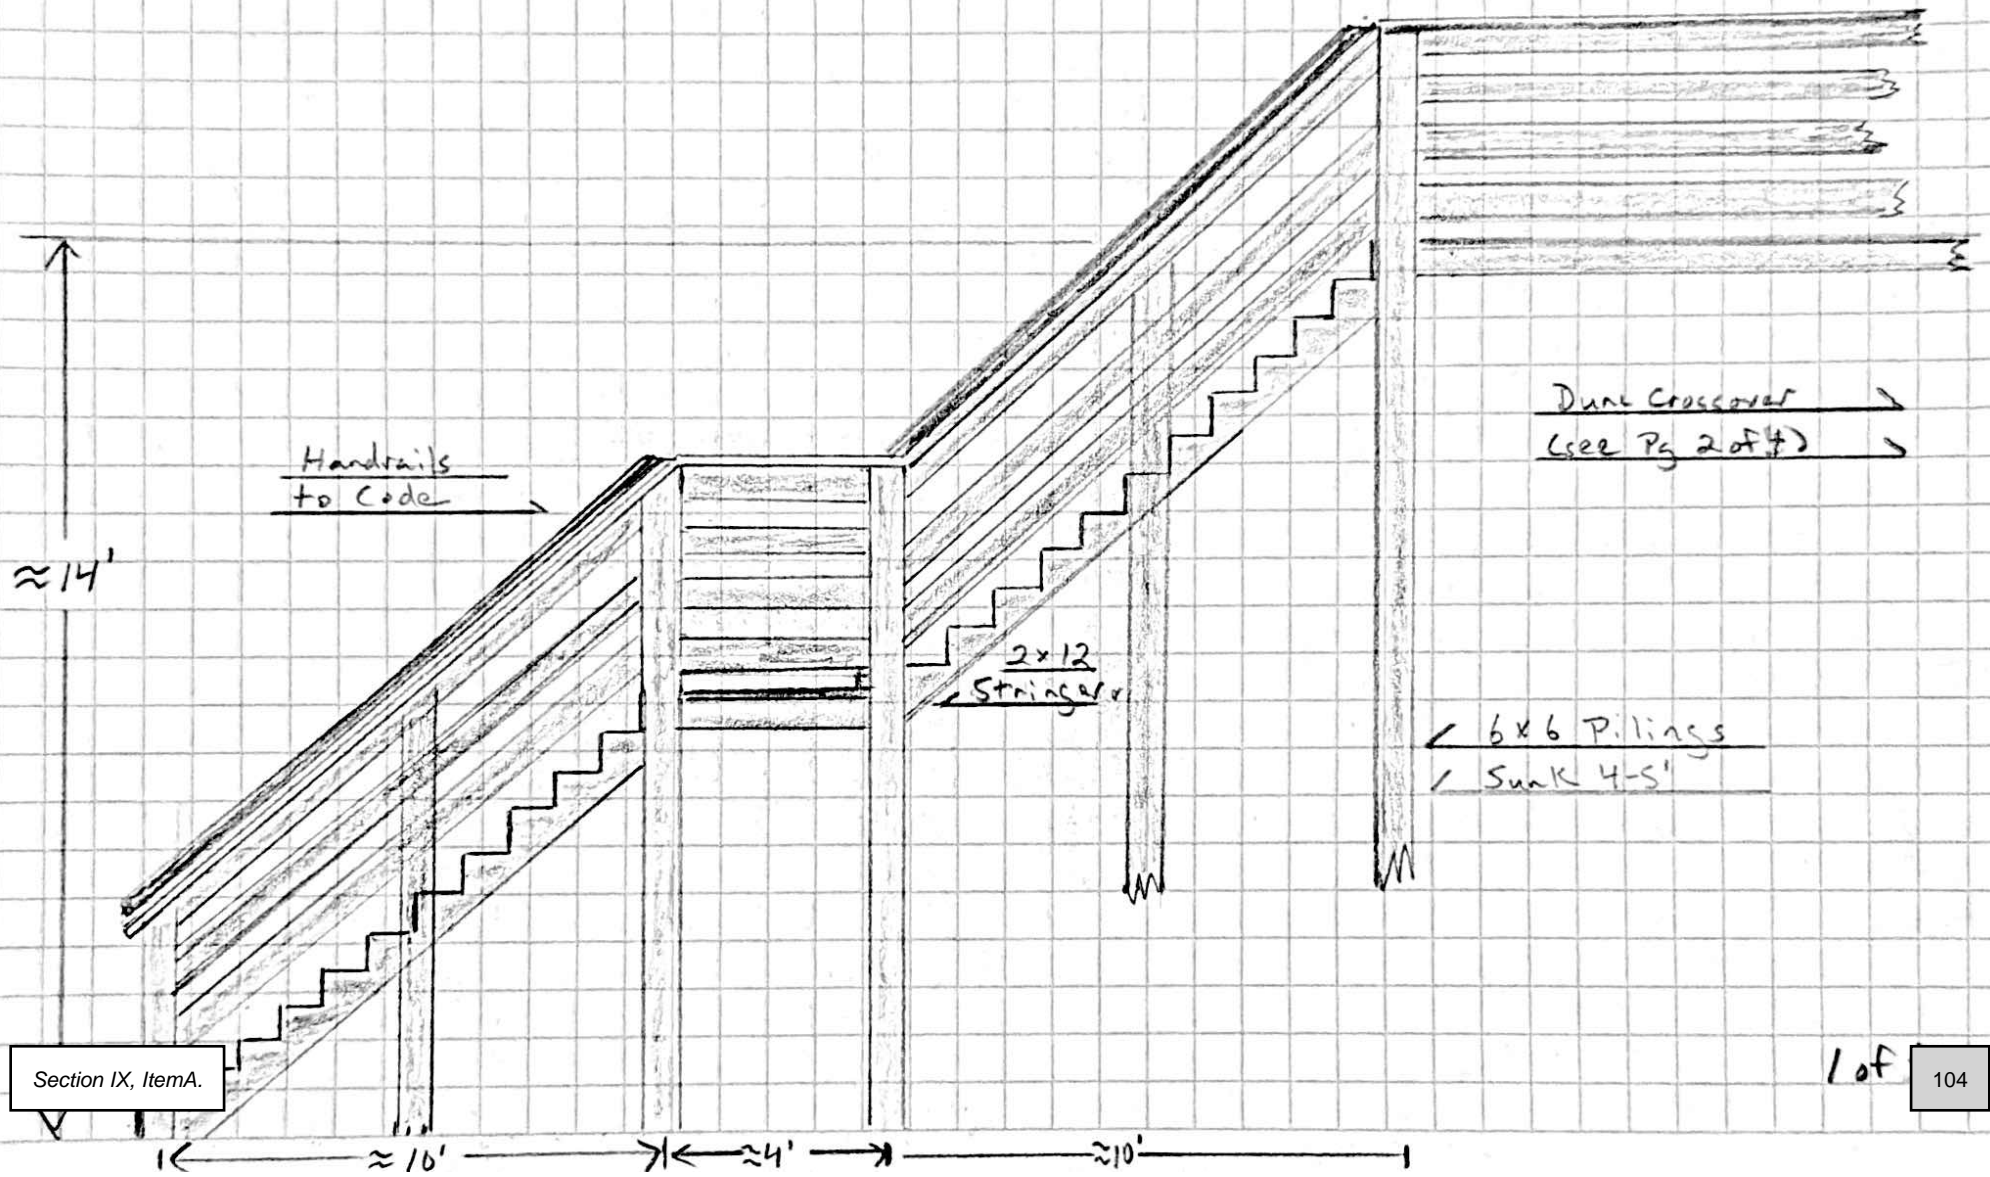 Handrails
to Code
≈14'
Dune Crossover
(see Pg 2 of 4)
2x12
Stringers
6x6 Pilings
Sunk 4-5'
Section IX, ItemA.
1 of
104
≈10'
≈4'
≈10'